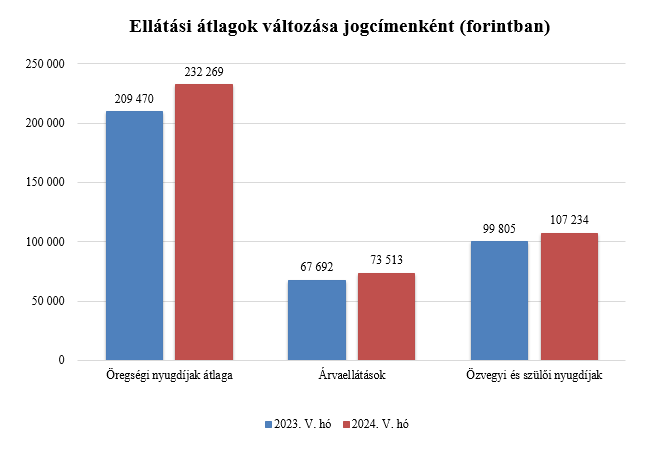 Ellátási átlagok változása jogcímenként (forintban)
250 000
200 000
150 000
100 000
50 000
0
209 470
232 269
67 692
73 513
99 805
107 234
Öregségi nyugdíjak átlaga
Árvaellátások
Özvegyi és szülői nyugdíjak
2023. V. hó
2024. V. hó